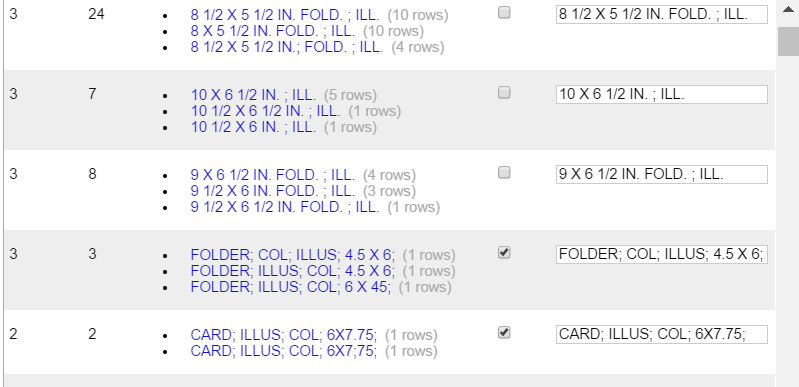 3 24 8 1/2 X 5 1/2 IN. FOLD. ; ILL. (10 rows) 8 1/2 X 5 1/2 IN. FOLD. ; ILL.
8 X 5 1/2 IN. FOLD. ; ILL. (10 rows)
8 1/2 X 5 1/2 IN.; FOLD. ; ILL. (4 rows)
3 7 10 X 6 1/2 IN. ; ILL. (5 rows) 10 X 6 1/2 IN. ; ILL.
10 1/2 X 6 1/2 IN. ; ILL. (1 rows)
10 1/2 X 6 IN. ; ILL. (1 rows)
3 8 9 X 6 1/2 IN. FOLD. ; ILL. (4 rows) 9 X 6 1/2 IN. FOLD. ; ILL.
9 1/2 X 6 IN. FOLD. ; ILL. (3 rows)
9 1/2 X 6 1/2 IN. FOLD. ; ILL. (1 rows)
3 3 FOLDER; COL; ILLUS; 4.5 X 6; (1 rows) FOLDER; COL; ILLUS; 4.5 X 6;
FOLDER; ILLUS; COL; 4.5 X 6; (1 rows)
FOLDER; ILLUS; COL; 6 X 45; (1 rows)
2 2 CARD; ILLUS; COL; 6X7.75; (1 rows) CARD; ILLUS; COL; 6X7.75;
CARD; ILLUS; COL; 6X7;75; (1 rows)